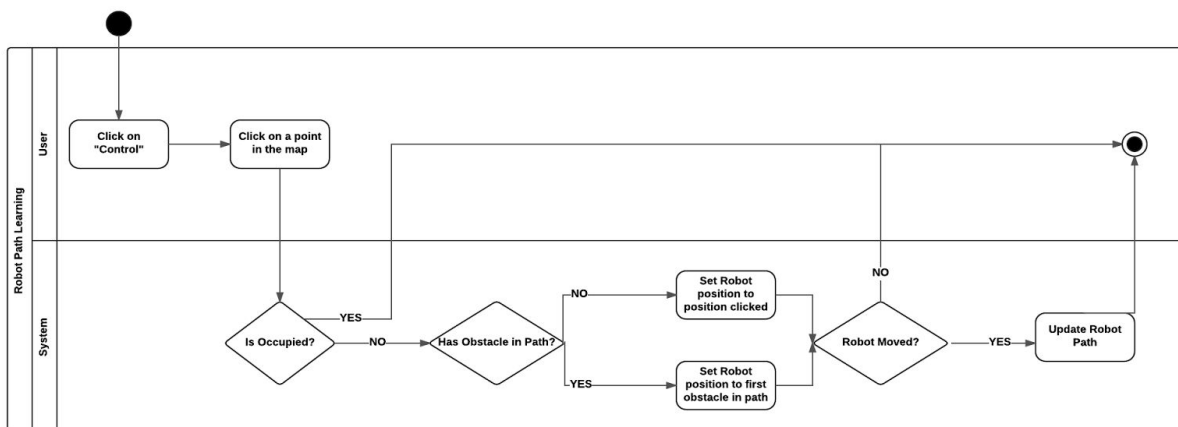 Robot Path Learning
User
System
Click on
"Control"
Click on a point
in the map
Is Occupied?
YES
NO
Has Obstacle in Path?
NO
YES
Set Robot
position to
position clicked
Set Robot
position to first
obstacle in path
Robot Moved?
NO
YES
Update Robot
Path